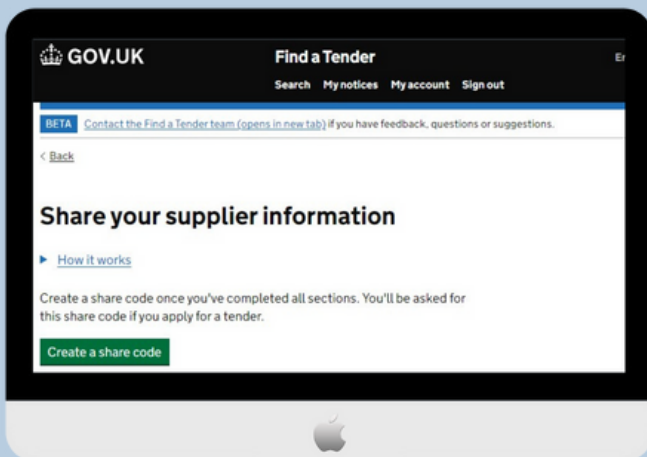 GOV.UK
Find a Tender
En
Search My notices My account Sign out
BETA Contact the Find a Tender team (opens in new tab) if you have feedback, questions or suggestions.
< Back
Share your supplier information
How it works
Create a share code once you've completed all sections. You'll be asked for
this share code if you apply for a tender.
Create a share code